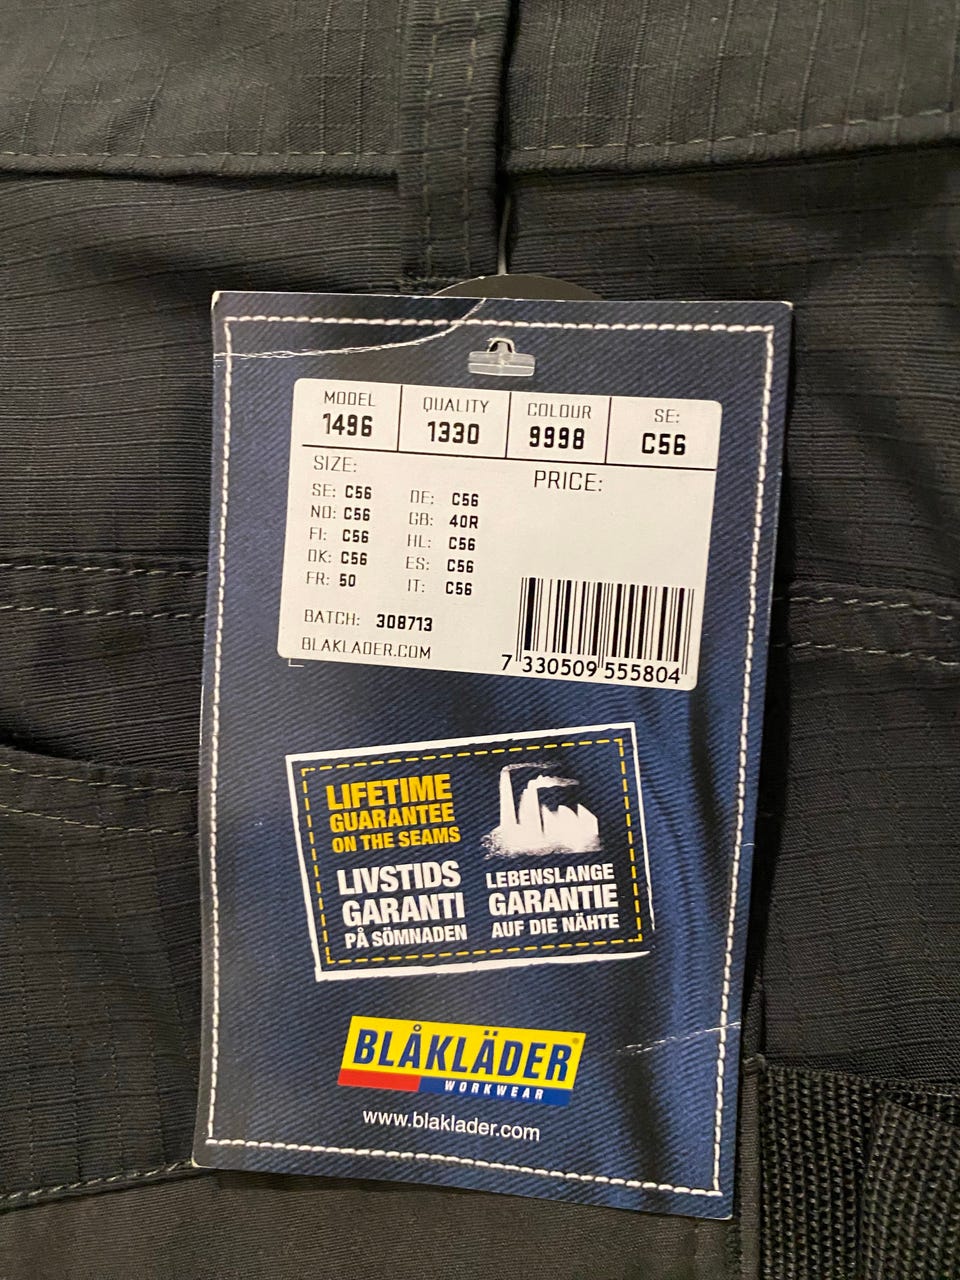 MODEL QUALITY COLOUR SE:
1496 1330 9998 C56
SIZE: PRICE:
SE: C56 DE: C56
NO: C56 GB: 40R
FI: C56 HL: C56
DK: C56 ES: C56
FR: 50 IT: C56
BATCH: 308713
BLAKLADER.COM
7 330509 555804
LIFETIME
GUARANTEE
ON THE SEAMS
LIVSTIDS
GARANTI
PÅ SÖMNADEN
LEBENSLANGE
GARANTIE
AUF DIE NÄHTE
BLÅKLÄDER®
WORKWEAR
www.blaklader.com